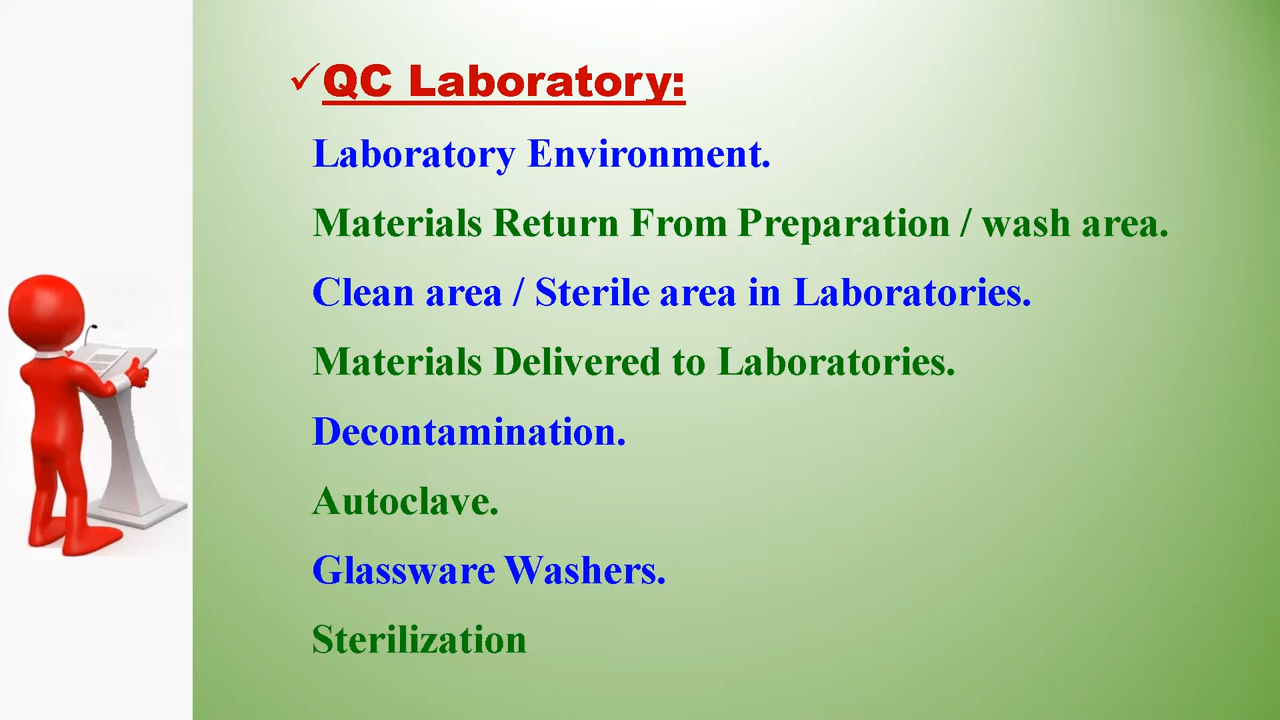 ✓QC Laboratory:
Laboratory Environment.
Materials Return From Preparation / wash area.
Clean area / Sterile area in Laboratories.
Materials Delivered to Laboratories.
Decontamination.
Autoclave.
Glassware Washers.
Sterilization